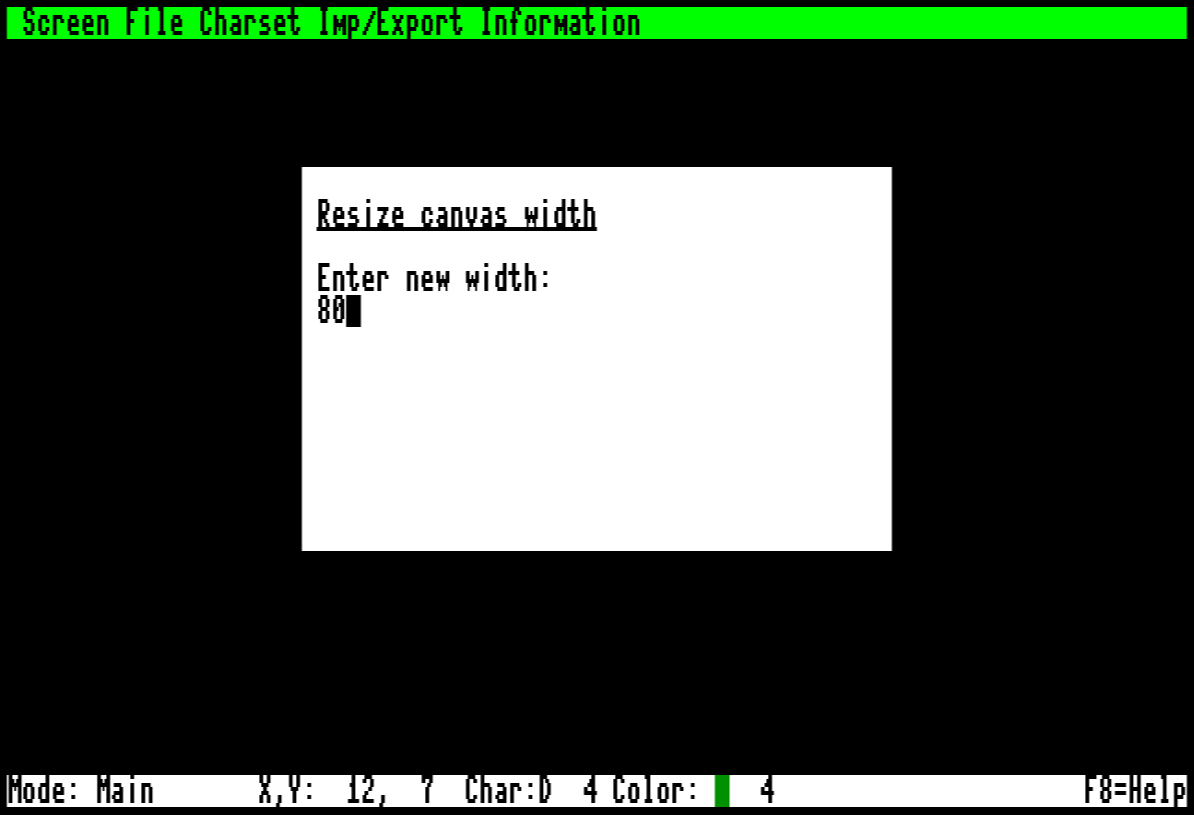 Screen File Charset Imp/Export Information
Resize canvas width
Enter new width:
80
Mode: Main X,Y: 12, 7 Char:D 4 Color: 4 F8=Help